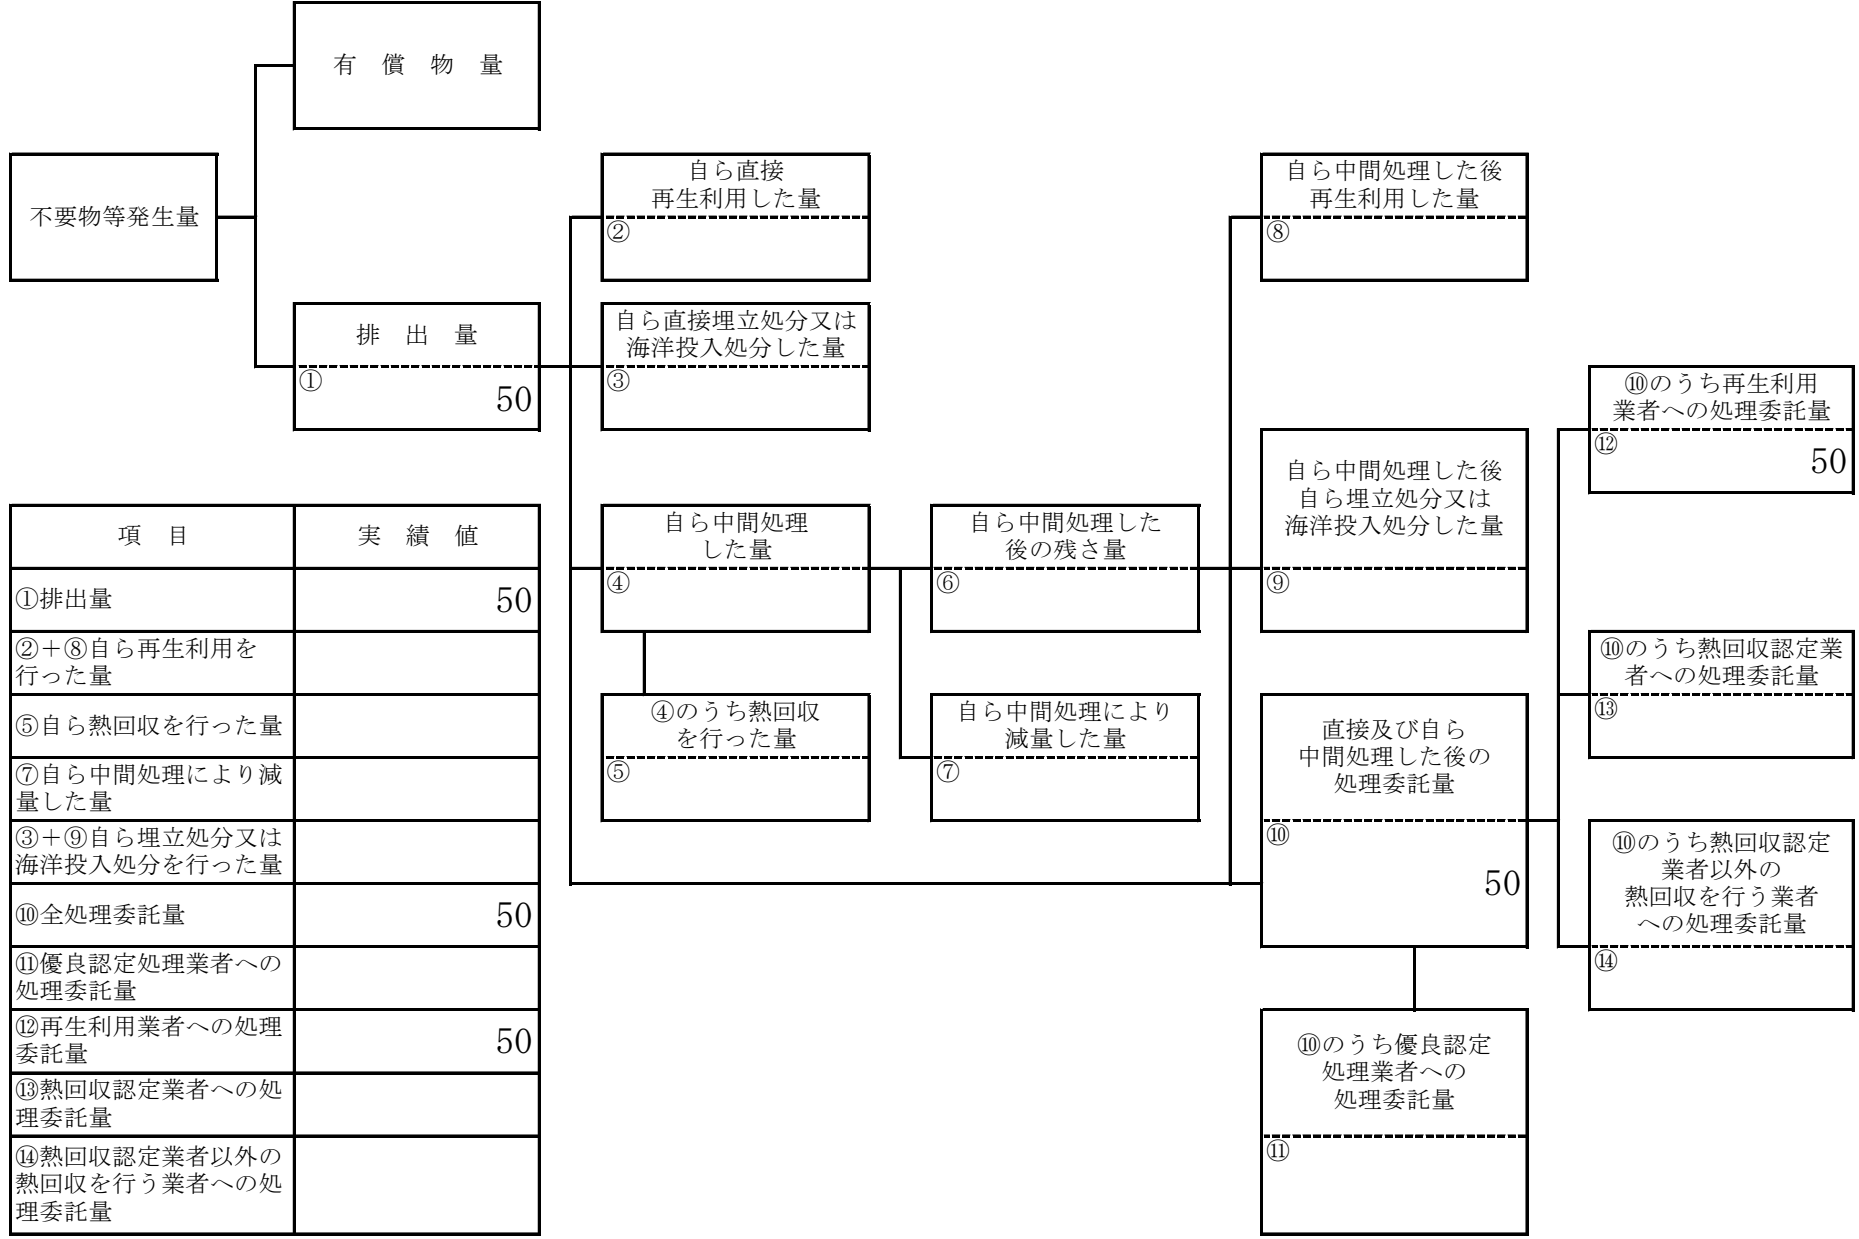 有　償　物　量
不要物等発生量
排　出　量
①
50
自ら直接
再生利用した量
②
自ら直接埋立処分又は
海洋投入処分した量
③
自ら中間処理
した量
④
④のうち熱回収
を行った量
⑤
自ら中間処理した
後の残さ量
⑥
自ら中間処理により
減量した量
⑦
自ら中間処理した後
再生利用した量
⑧
自ら中間処理した後
自ら埋立処分又は
海洋投入処分した量
⑨
直接及び自ら
中間処理した後の
処理委託量
⑩
50
⑩のうち優良認定
処理業者への
処理委託量
⑪
⑩のうち再生利用
業者への処理委託量
⑫
50
⑩のうち熱回収認定業
者への処理委託量
⑬
⑩のうち熱回収認定
業者以外の
熱回収を行う業者
への処理委託量
⑭
項　目　実　績　値
①排出量　50
②＋⑧自ら再生利用を
行った量
⑤自ら熱回収を行った量
⑦自ら中間処理により減
量した量
③＋⑨自ら埋立処分又は
海洋投入処分を行った量
⑩全処理委託量　50
⑪優良認定処理業者への
処理委託量
⑫再生利用業者への処理
委託量　50
⑬熱回収認定業者への処
理委託量
⑭熱回収認定業者以外の
熱回収を行う業者への処
理委託量